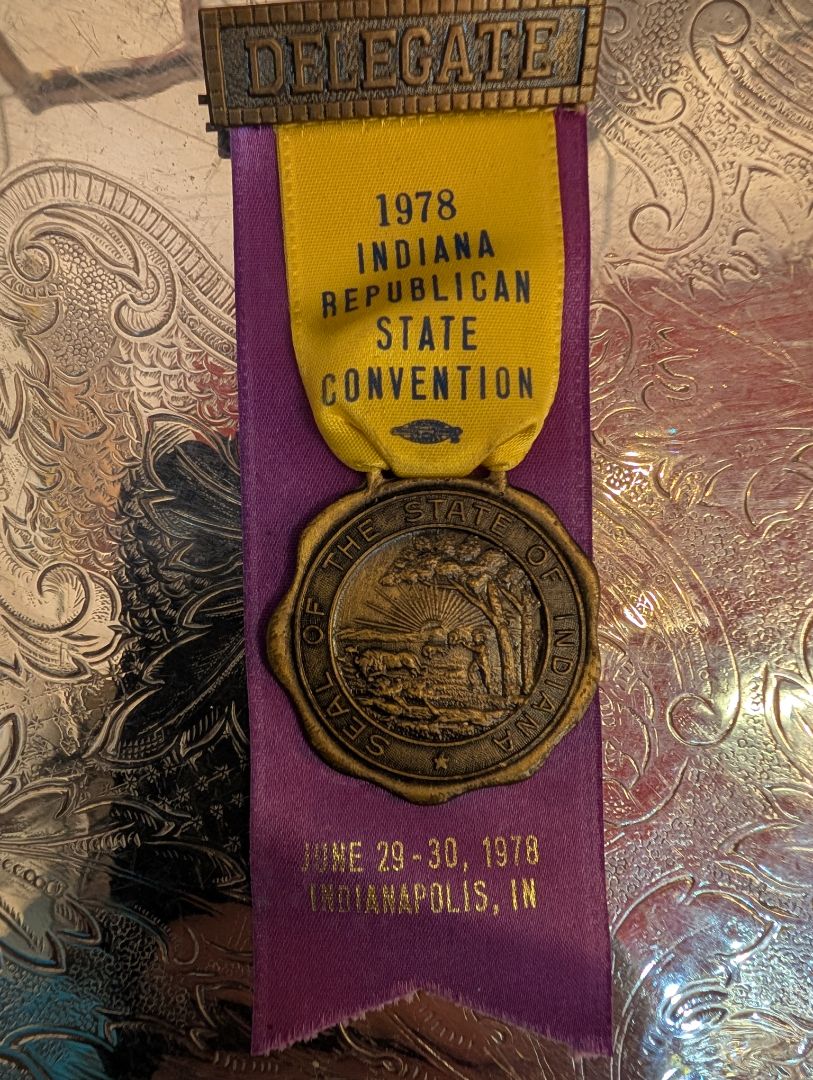 DELEGATE
1978
INDIANA
REPUBLICAN
STATE
CONVENTION
SEAL OF THE STATE OF INDIANA
JUNE 29-30, 1978
INDIANAPOLIS, IN